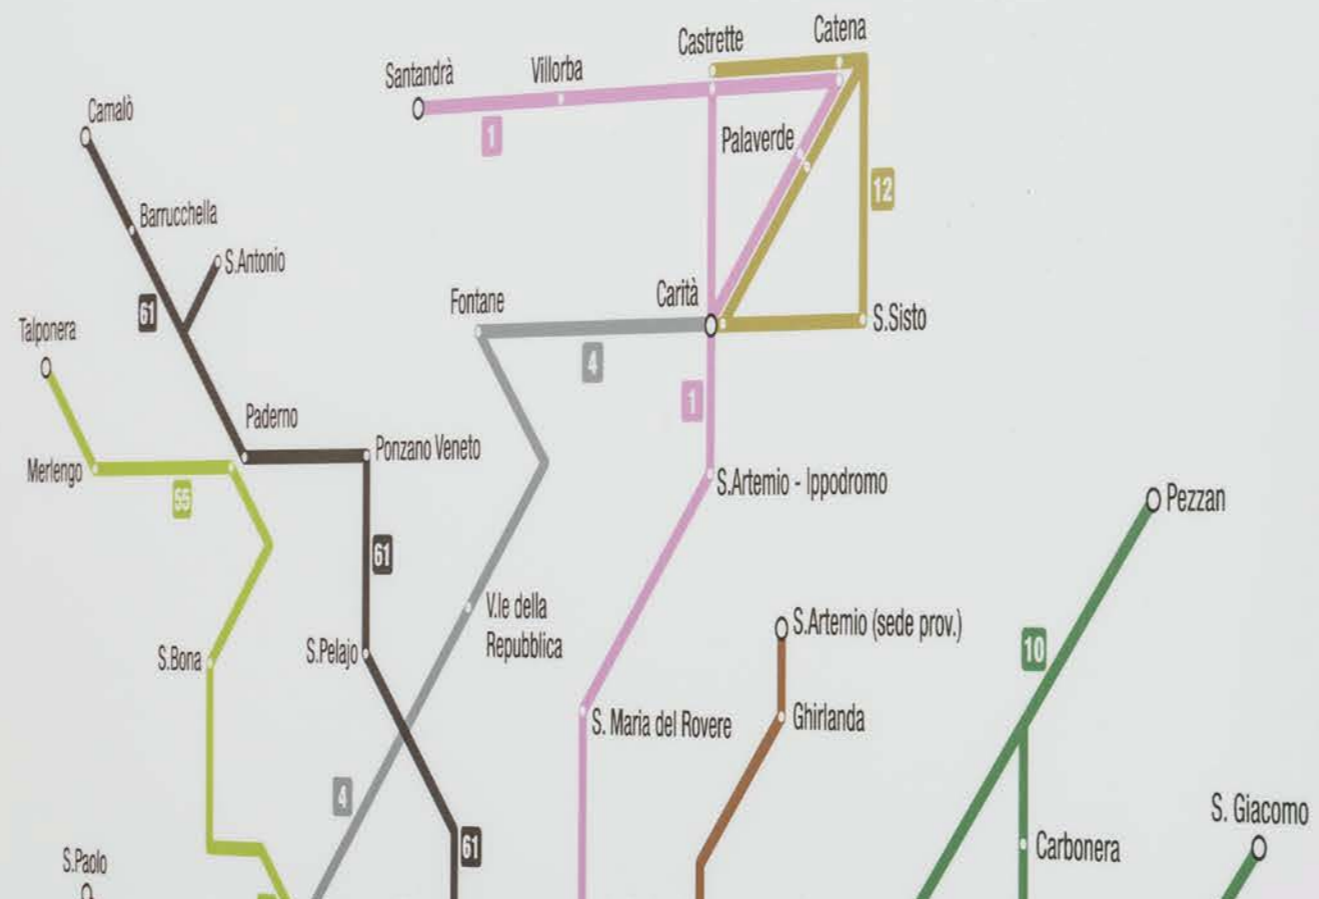 Catena
Castrette
Santandrà
Villorba
1
Camalò
Palaverde
12
Barrucchella
S.Antonio
61
Fontane
Carità
S.Sisto
Talponera
4
1
Paderno
Ponzano Veneto
Merlengo
55
S.Artemio - Ippodromo
Pezzan
61
V.le della
Repubblica
S.Bona
S.Pelajo
S.Artemio (sede prov.)
10
S. Maria del Rovere
Ghirlanda
4
61
S. Giacomo
Carbonera
S.Paolo